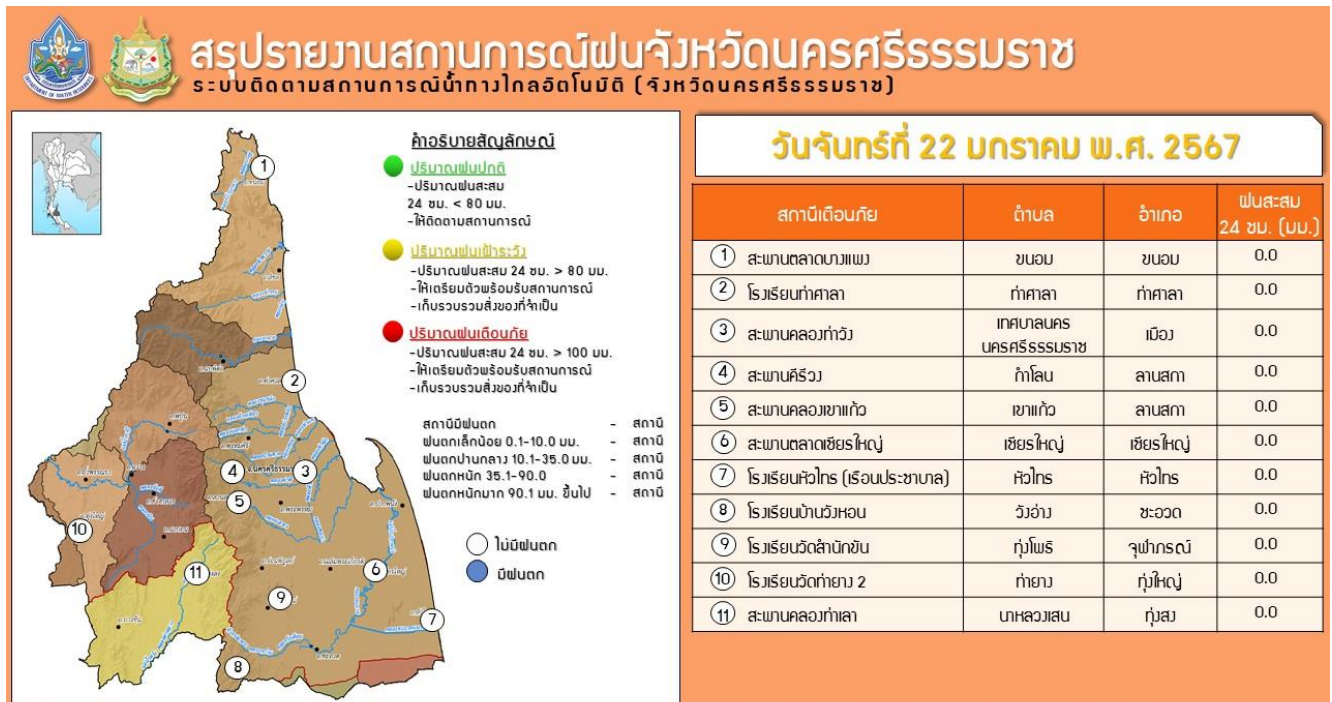 สรุปรายงานสถานการณ์ฝนจังหวัดนครศรีธรรมราช
ระบบติดตามสถานการณ์น้ำทางไกลอัตโนมัติ (จังหวัดนครศรีธรรมราช)
คำอธิบายสัญลักษณ์
ปริมาณฝนปกติ
-ปริมาณฝนสะสม
24 ชม. < 80 มม.
-ให้ติดตามสถานการณ์
ปริมาณฝนเฝ้าระวัง
-ปริมาณฝนสะสม 24 ชม. > 80 มม.
-ให้เตรียมตัวพร้อมรับสถานการณ์
-เก็บรวบรวมสิ่งของที่จำเป็น
ปริมาณฝนเตือนภัย
-ปริมาณฝนสะสม 24 ชม. > 100 มม.
-ให้เตรียมตัวพร้อมรับสถานการณ์
-เก็บรวบรวมสิ่งของที่จำเป็น
สถานีมีฝนตก - สถานี
ฝนตกเล็กน้อย 0.1-10.0 มม. - สถานี
ฝนตกปานกลาง 10.1-35.0 มม. - สถานี
ฝนตกหนัก 35.1-90.0 - สถานี
ฝนตกหนักมาก 90.1 มม. ขึ้นไป - สถานี
ไม่มีฝนตก
มีฝนตก
1
2
3
4
5
6
7
8
9
10
11
วันจันทร์ที่ 22 มกราคม พ.ศ. 2567
สถานีเตือนภัย ตำบล อำเภอ ฝนสะสม
24 ชม. (มม.)
1 สะพานตลาดบางแพง ขนอม ขนอม 0.0
2 โรงเรียนท่าศาลา ท่าศาลา ท่าศาลา 0.0
3 สะพานคลองท่าวัง เทศบาลนคร
นครศรีธรรมราช เมือง 0.0
4 สะพานคีรีวง กำโลน ลานสกา 0.0
5 สะพานคลองเขาแก้ว เขาแก้ว ลานสกา 0.0
6 สะพานตลาดเชียรใหญ่ เชียรใหญ่ เชียรใหญ่ 0.0
7 โรงเรียนหัวไทร (เรือนประชาบาล) หัวไทร หัวไทร 0.0
8 โรงเรียนบ้านวังหอน วังอ่าง ชะอวด 0.0
9 โรงเรียนวัดสำนักขัน ทุ่งโพธิ จุฬาภรณ์ 0.0
10 โรงเรียนวัดท่ายาง 2 ท่ายาง ทุ่งใหญ่ 0.0
11 สะพานคลองท่าเลา นาหลวงเสน ทุ่งสง 0.0